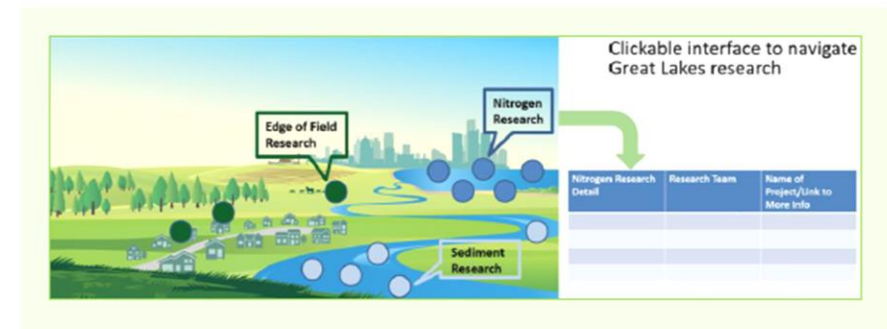 Clickable interface to navigate
Great Lakes research
Nitrogen
Research
Edge of Field
Research
Sediment
Research
Nitrogen Research
Detail
Research Team
Name of
Project/Link to
More Info